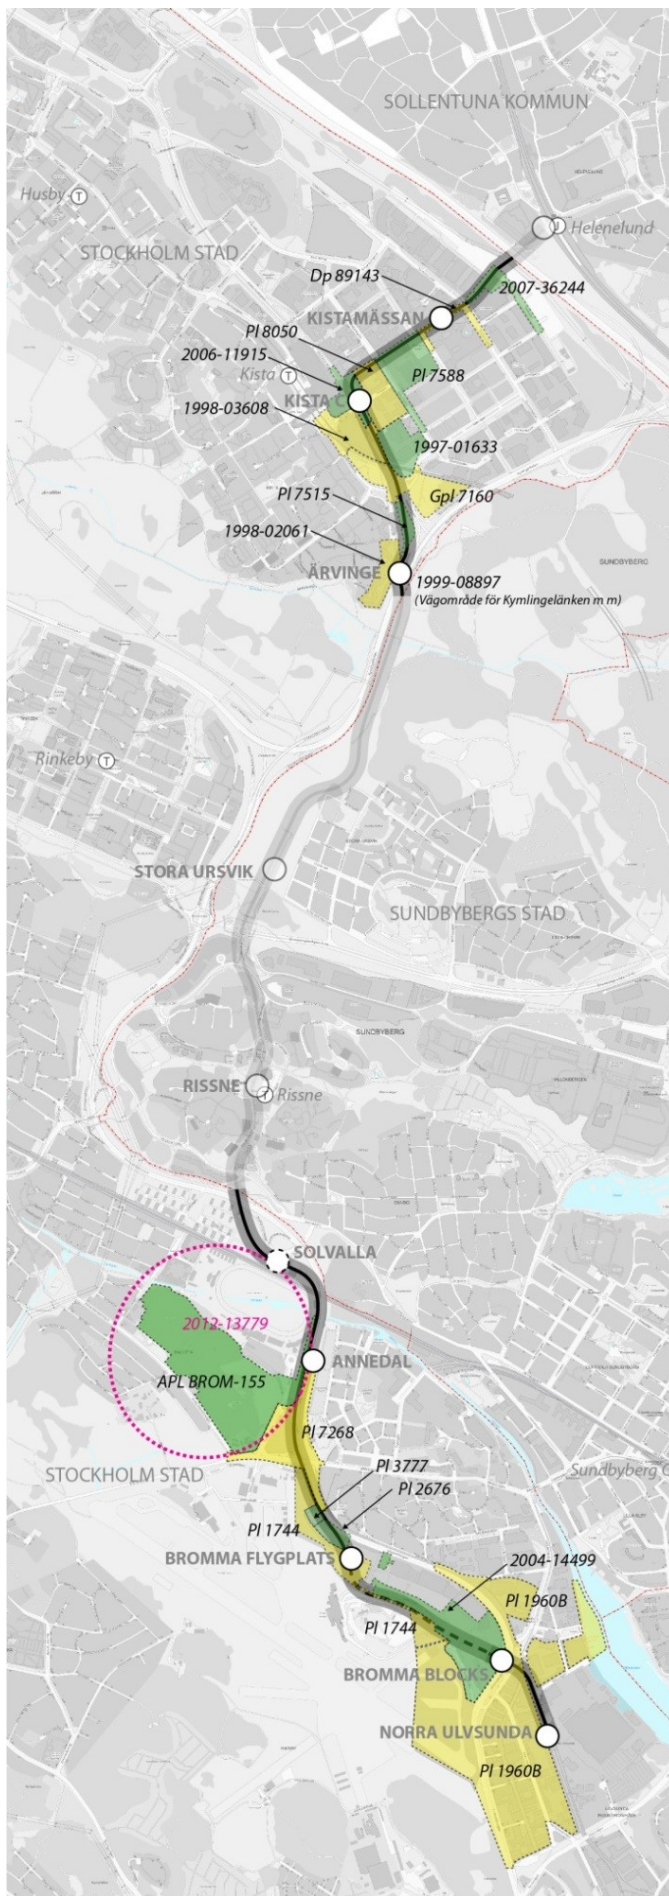 SOLLENTUNA KOMMUN
Husby
T
J
Helenelund
STOCKHOLM STAD
Dp 89143
2007-36244
KISTAMÄSSAN
Pl 8050
2006-11915
Kista
T
Pl 7588
KISTA C
1998-03608
1997-01633
Pl 7515
Gpl 7160
1998-02061
ÄRVINGE
1999-08897
(Vägområde för Kymlingelänken m m)
SUNDBYBERG
Rinkeby
T
STORA URSVIK
SUNDBYBERGS STAD
SUNDBYBERG
RISSNE
T
Rissne
SOLVALLA
2012-13779
ANNEDAL
APL BROM-155
Pl 7268
STOCKHOLM STAD
Pl 3777
Sundbyberg C
Pl 2676
Pl 1744
BROMMA FLYGPLATS
2004-14499
Pl 1960B
Pl 1744
BROMMA BLOCKS
NORRA ULVSUNDA
Pl 1960B